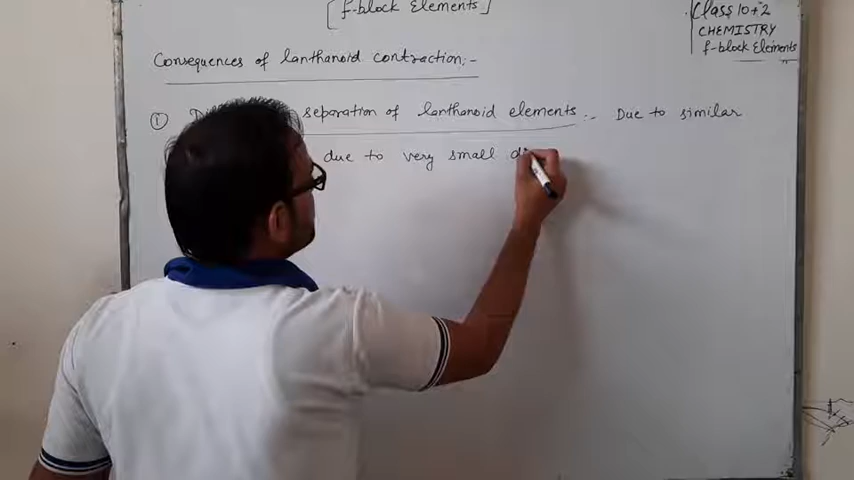 [f-block Elements]
Class 10+2
CHEMISTRY
f-Block Elements
Consequences of lanthanoid contraction:-
① separation of lanthanoid elements :- Due to similar
due to very small